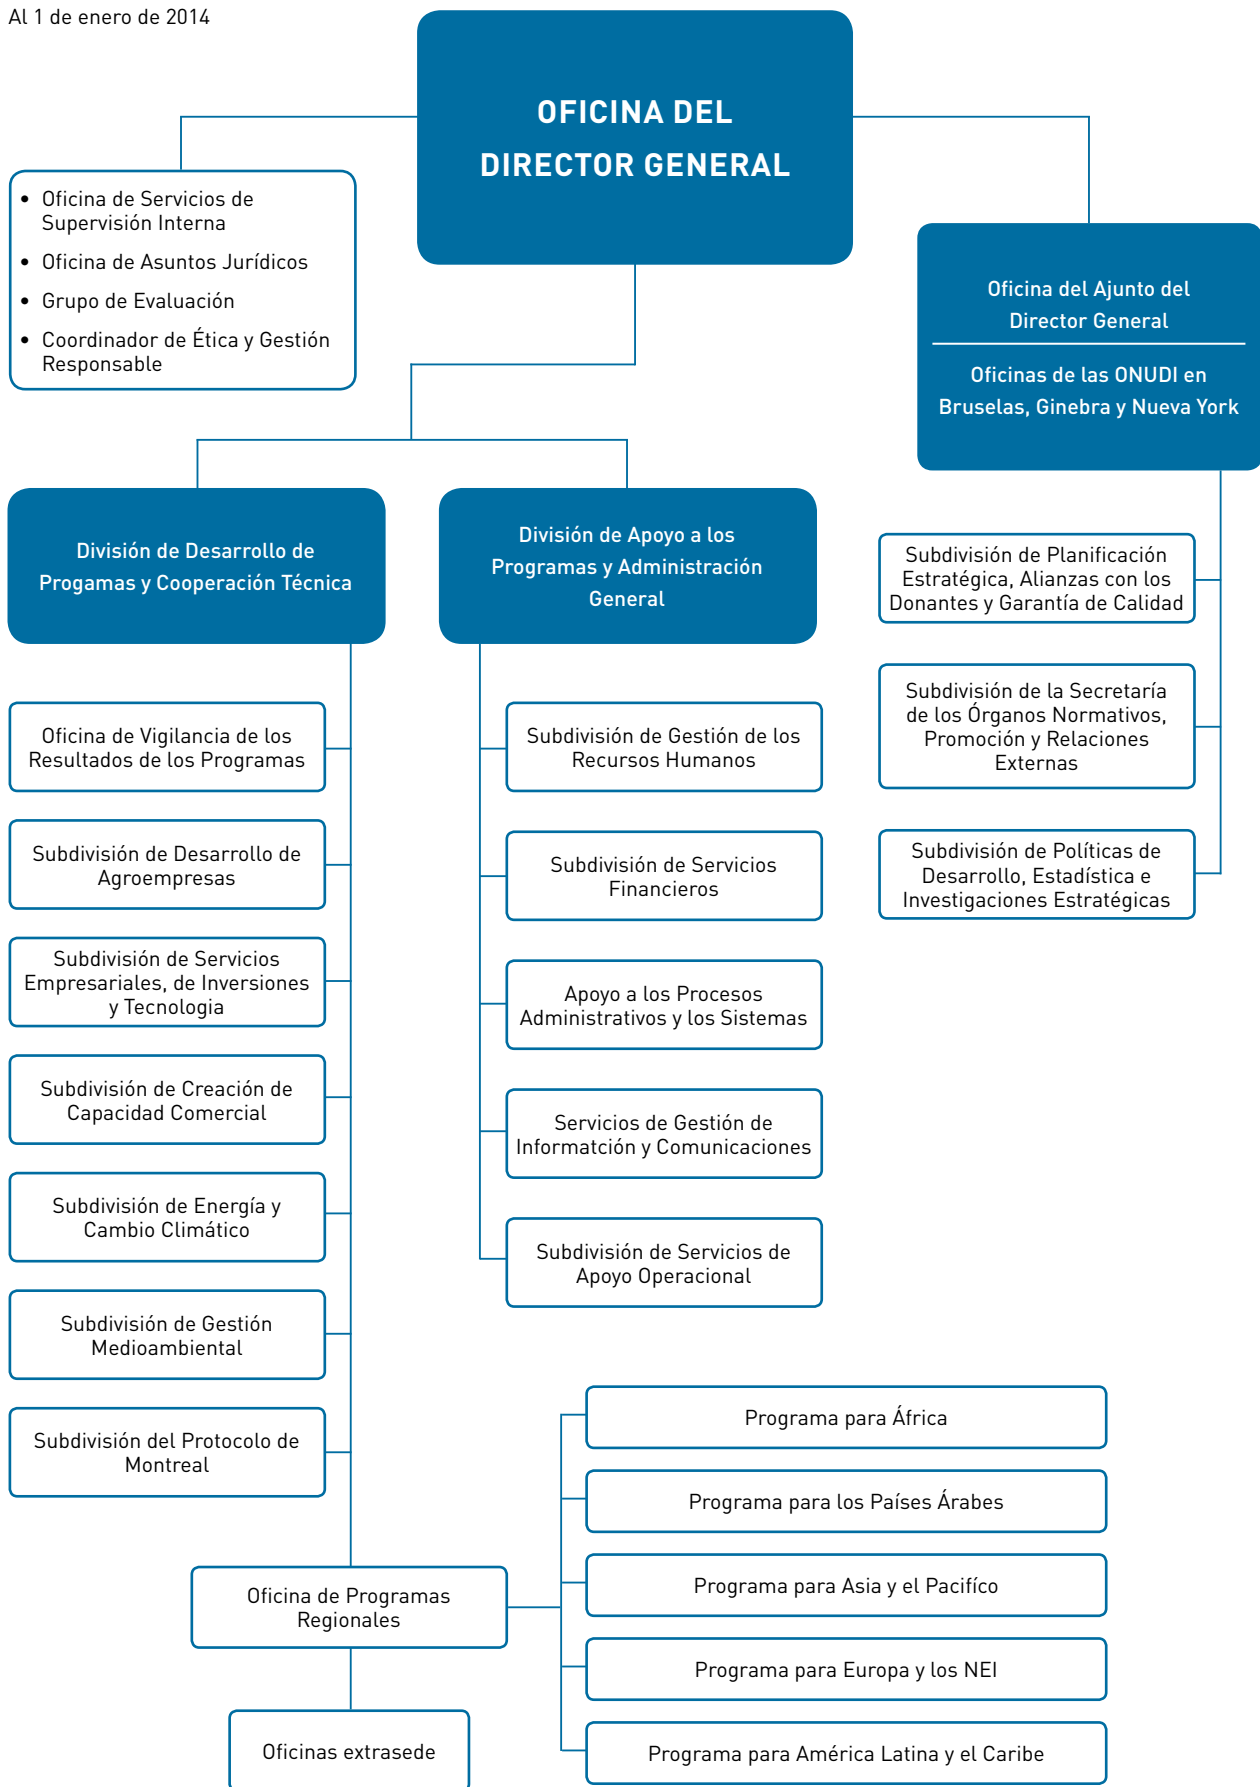 Al 1 de enero de 2014
OFICINA DEL
DIRECTOR GENERAL
• Oficina de Servicios de
Supervisión Interna
• Oficina de Asuntos Jurídicos
• Grupo de Evaluación
• Coordinador de Ética y Gestión
Responsable
Oficina del Ajunto del
Director General
Oficinas de las ONUDI en
Bruselas, Ginebra y Nueva York
División de Desarrollo de
Progamas y Cooperación Técnica
División de Apoyo a los
Programas y Administración
General
Subdivisión de Planificación
Estratégica, Alianzas con los
Donantes y Garantía de Calidad
Subdivisión de la Secretaría
de los Órganos Normativos,
Promoción y Relaciones
Externas
Subdivisión de Políticas de
Desarrollo, Estadística e
Investigaciones Estratégicas
Oficina de Vigilancia de los
Resultados de los Programas
Subdivisión de Desarrollo de
Agroempresas
Subdivisión de Servicios
Empresariales, de Inversiones
y Tecnologia
Subdivisión de Creación de
Capacidad Comercial
Subdivisión de Energía y
Cambio Climático
Subdivisión de Gestión
Medioambiental
Subdivisión del Protocolo de
Montreal
Subdivisión de Gestión de los
Recursos Humanos
Subdivisión de Servicios
Financieros
Apoyo a los Procesos
Administrativos y los Sistemas
Servicios de Gestión de
Informatción y Comunicaciones
Subdivisión de Servicios de
Apoyo Operacional
Oficina de Programas
Regionales
Oficinas extrasede
Programa para África
Programa para los Países Árabes
Programa para Asia y el Pacifíco
Programa para Europa y los NEI
Programa para América Latina y el Caribe